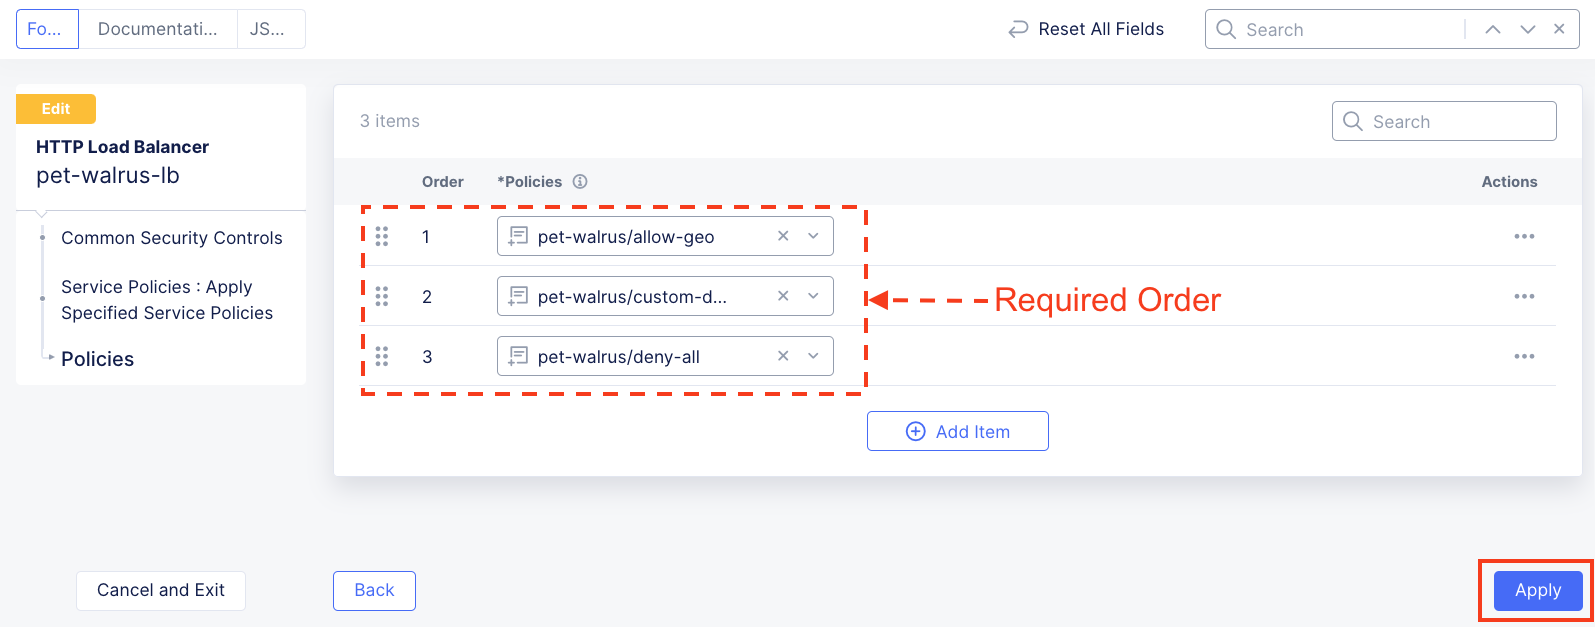 Fo...
Documentati...
JS...
Reset All Fields
Search
Edit
HTTP Load Balancer
pet-walrus-lb
Common Security Controls
Service Policies : Apply
Specified Service Policies
Policies
3 items
Search
Order
*Policies
Actions
1
pet-walrus/allow-geo
2
pet-walrus/custom-d...
3
pet-walrus/deny-all
Required Order
Add Item
Cancel and Exit
Back
Apply